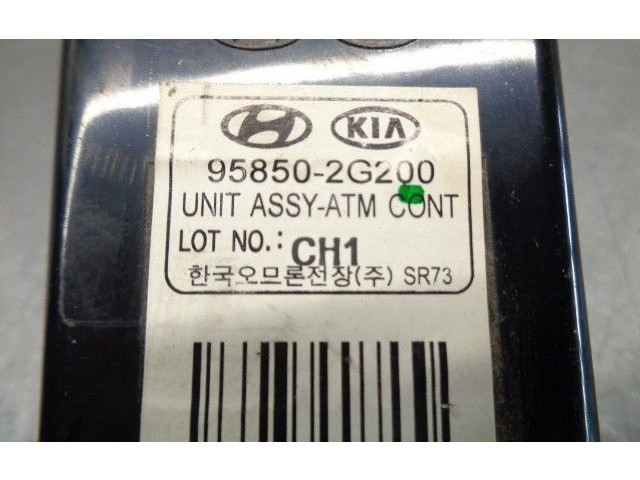 KIA
95850-2G200
UNIT ASSY-ATM CONT
LOT NO.: CH1
한국오므론전장(주) SR73